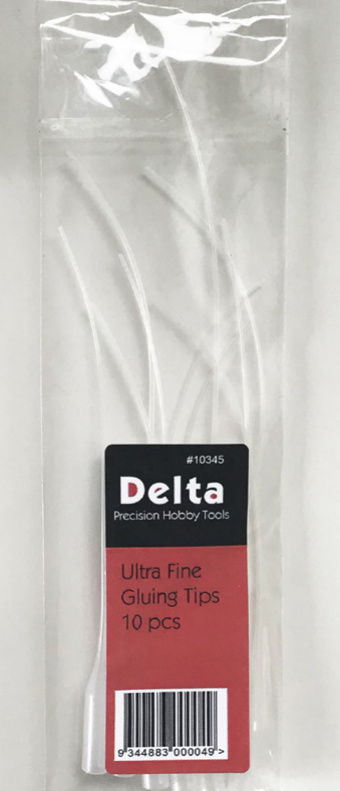 #10345
Delta
Precision Hobby Tools
Ultra Fine
Gluing Tips
10 pcs
9 344883 000049 >